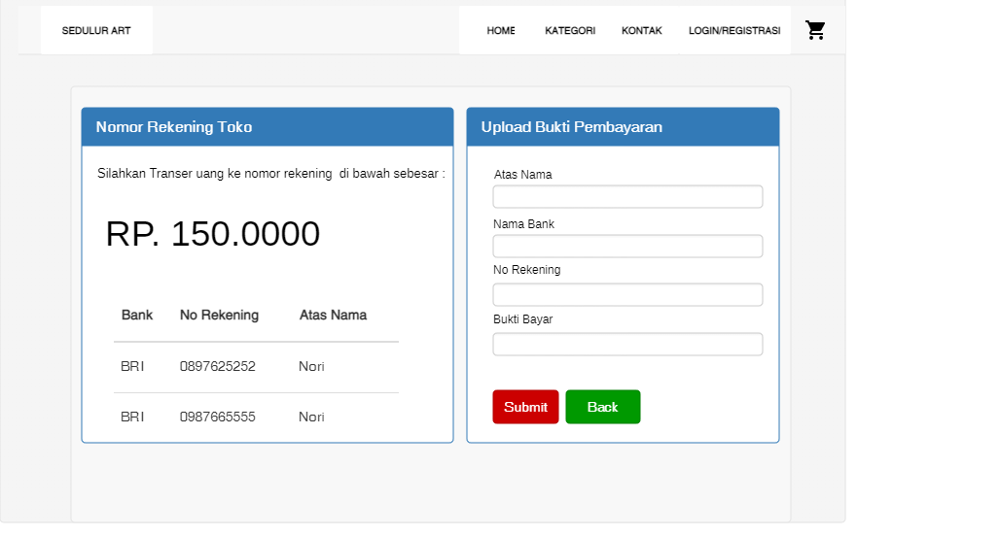 SEDULUR ART HOME KATEGORI KONTAK LOGIN/REGISTRASI
Nomor Rekening Toko
Silahkan Transer uang ke nomor rekening di bawah sebesar :
RP. 150.0000
Bank No Rekening Atas Nama
BRI 0897625252 Nori
BRI 0987665555 Nori
Upload Bukti Pembayaran
Atas Nama
Nama Bank
No Rekening
Bukti Bayar
Submit Back